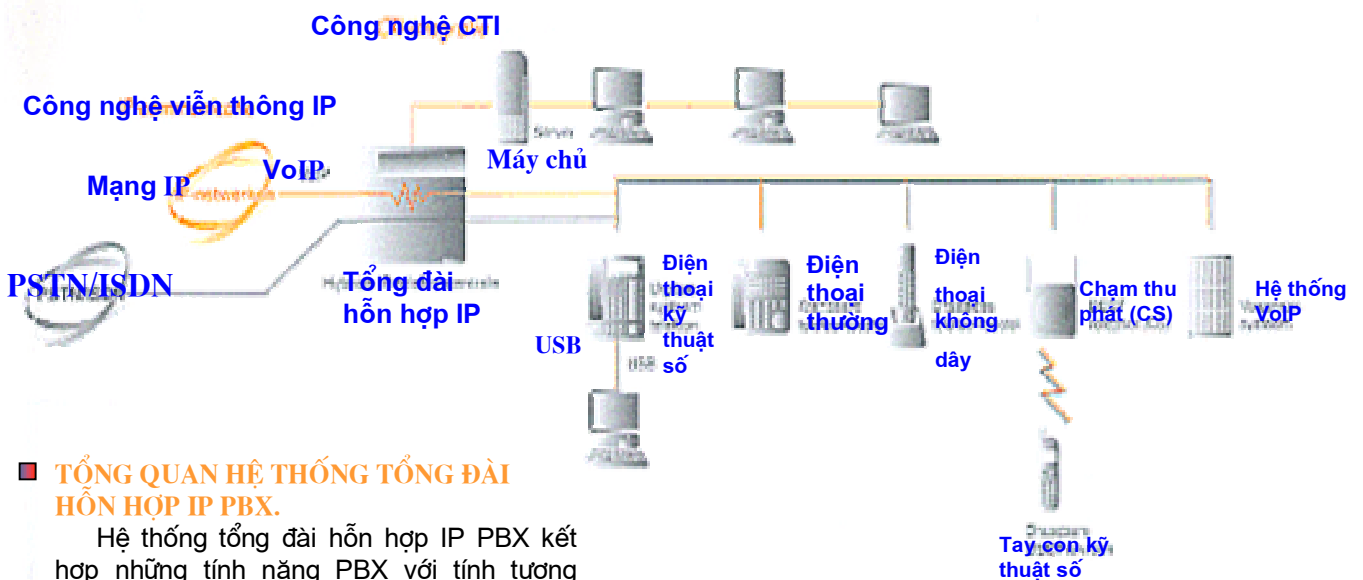 Công nghệ CTI
Công nghệ viễn thông IP
Máy chủ
VoIP
Mạng IP
PSTN/ISDN
Tổng đài
hỗn hợp IP
USB
Điện
thoại
kỹ
thuật
số
Điện
thoại
thường
Điện
thoại
không
dây
Chạm thu
phát (CS)
Hệ thống
VoIP
USB
Tay con kỹ
thuật số
TỔNG QUAN HỆ THỐNG TỔNG ĐÀI
HỖN HỢP IP PBX.
Hệ thống tổng đài hỗn hợp IP PBX kết
hợp những tính năng PBX với tính tương